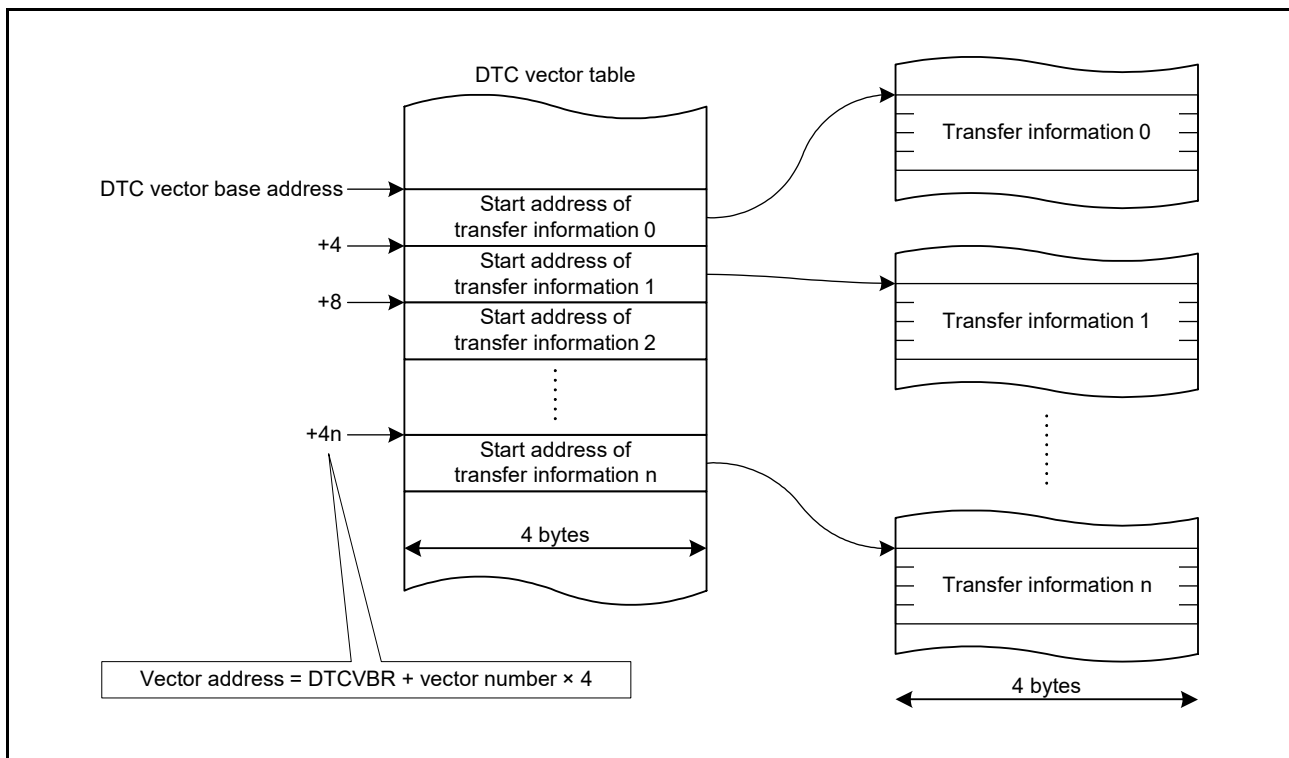 DTC vector table
DTC vector base address
Start address of
transfer information 0
+4
Start address of
transfer information 1
+8
Start address of
transfer information 2
+4n
Start address of
transfer information n
4 bytes
Vector address = DTCVBR + vector number × 4
Transfer information 0
Transfer information 1
Transfer information n
4 bytes